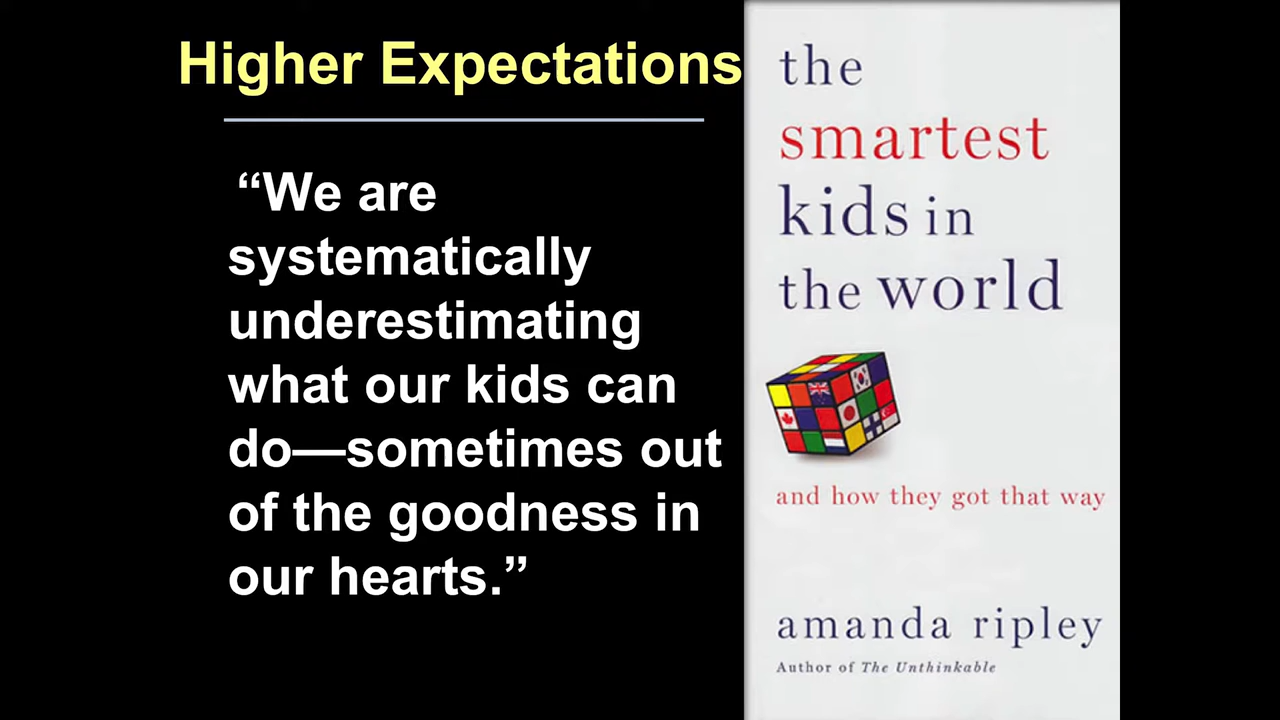 Higher Expectations
“We are
systematically
underestimating
what our kids can
do—sometimes out
of the goodness in
our hearts.”
the
smartest
kids in
the world
and how they got that way
amanda ripley
Author of The Unthinkable